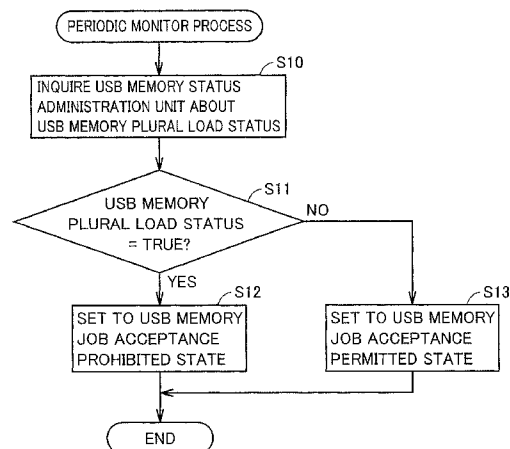 PERIODIC MONITOR PROCESS
S10
INQUIRE USB MEMORY STATUS
ADMINISTRATION UNIT ABOUT
USB MEMORY PLURAL LOAD STATUS
S11
USB MEMORY
PLURAL LOAD STATUS
= TRUE?
NO
YES
S12
SET TO USB MEMORY
JOB ACCEPTANCE
PROHIBITED STATE
S13
SET TO USB MEMORY
JOB ACCEPTANCE
PERMITTED STATE
END